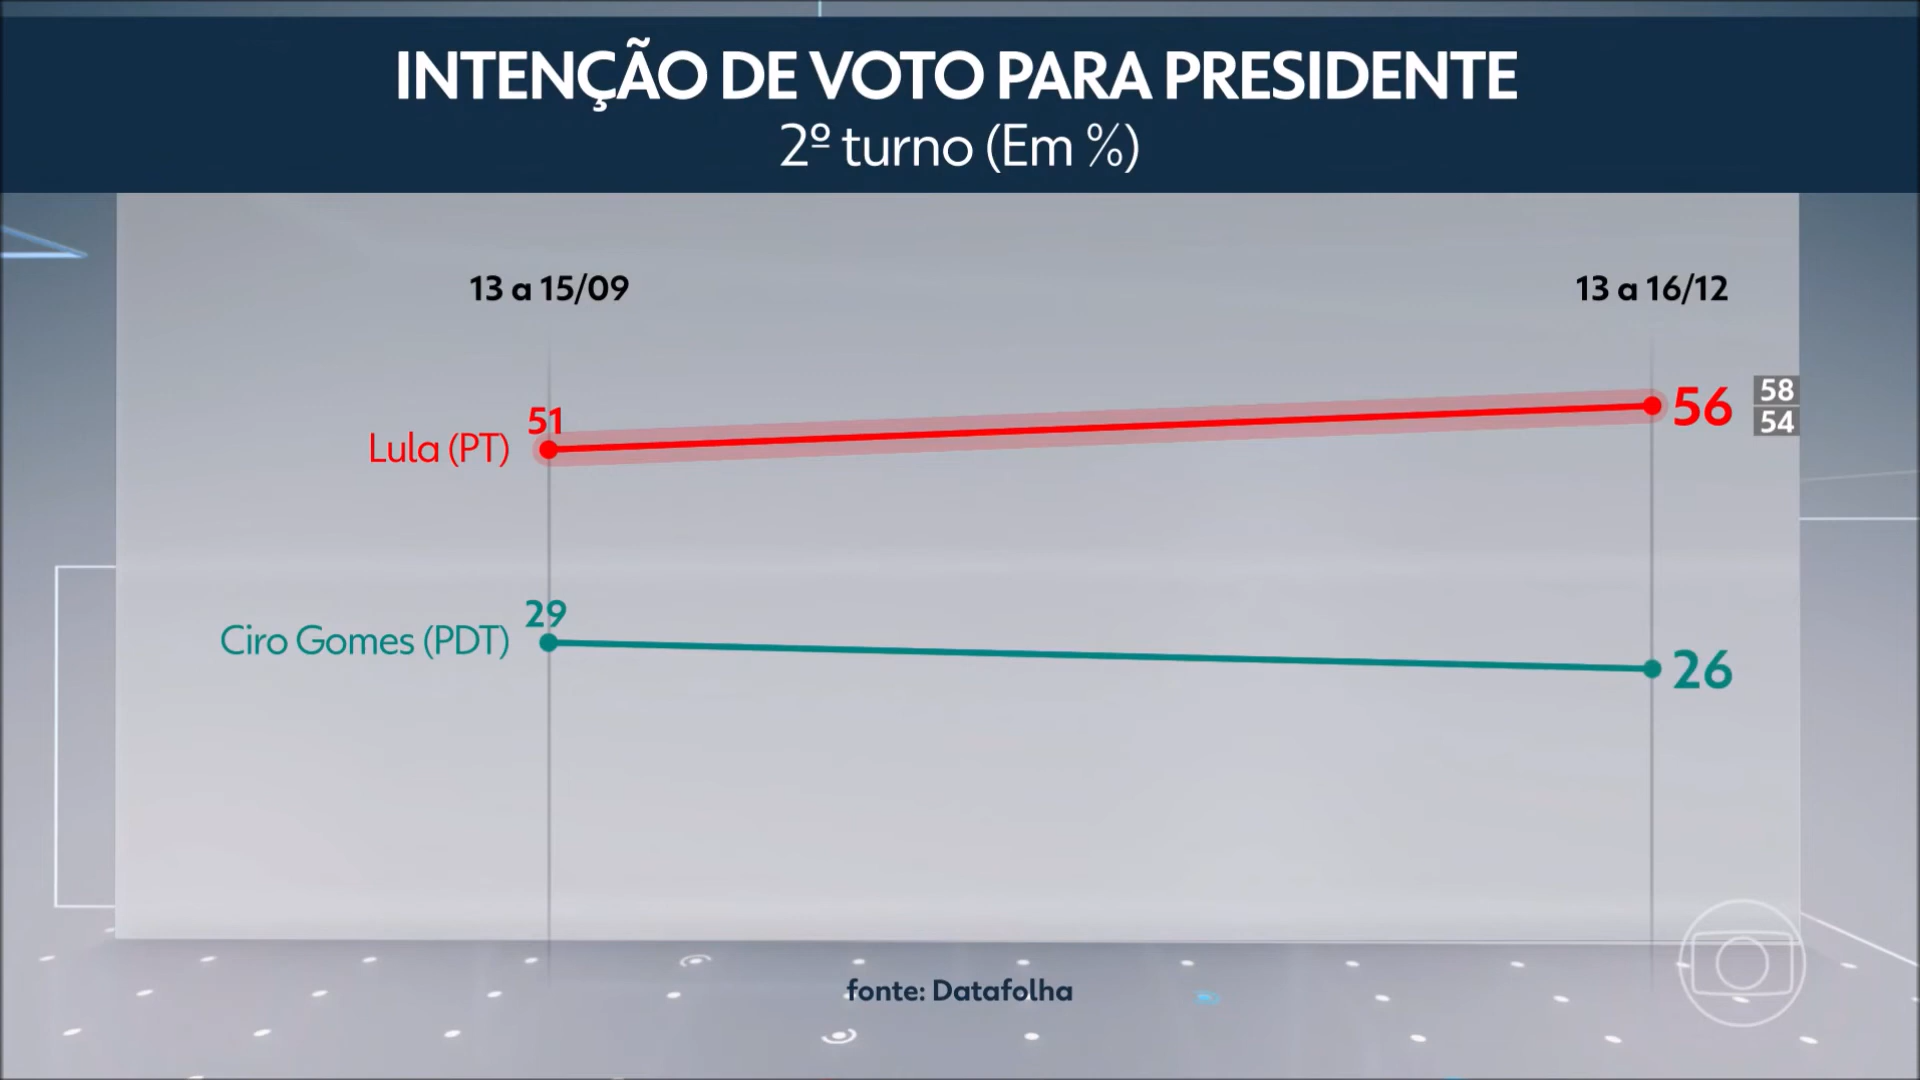 INTENÇÃO DE VOTO PARA PRESIDENTE
2º turno (Em %)
13 a 15/09
13 a 16/12
51
Lula (PT)
56
58
54
29
Ciro Gomes (PDT)
26
fonte: Datafolha